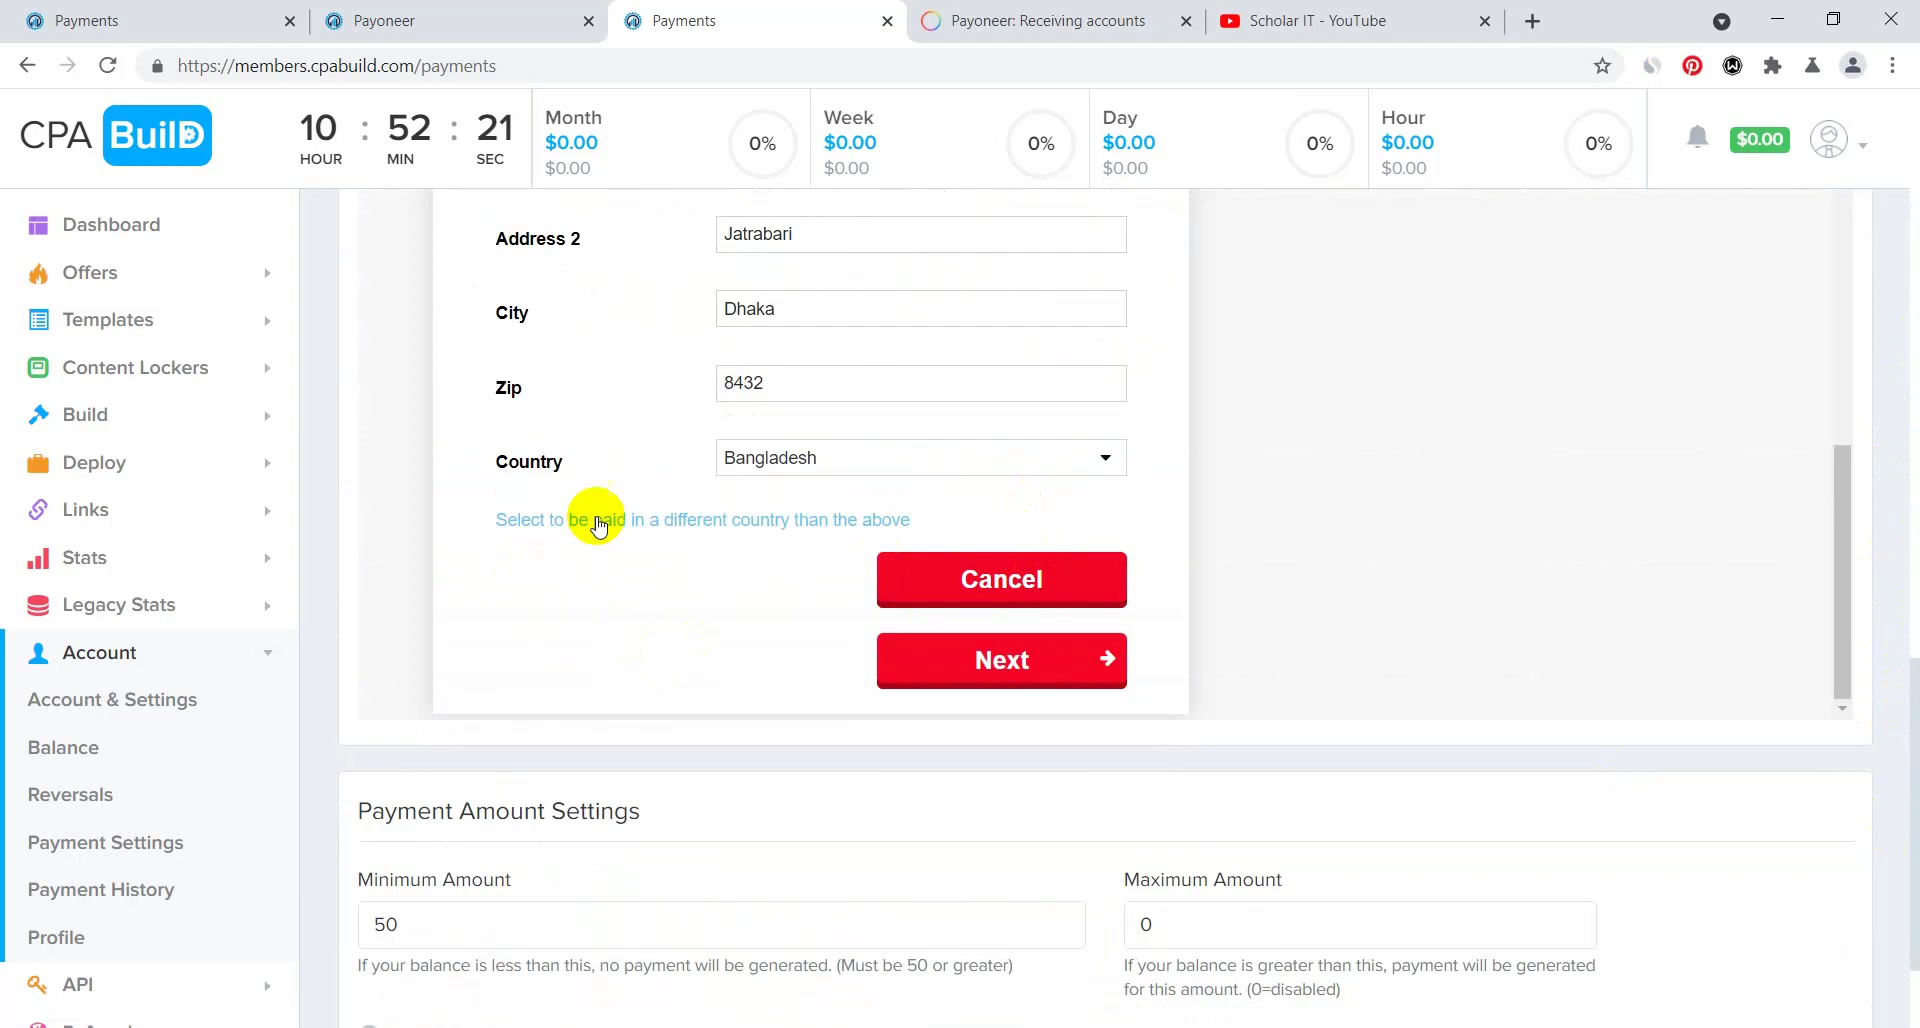 Payments
Payoneer
Payments
Payoneer: Receiving accounts
Scholar IT - YouTube
https://members.cpabuild.com/payments
CPA BuilD
10 : 52 : 21
HOUR MIN SEC
Month
$0.00
$0.00
0%
Week
$0.00
$0.00
0%
Day
$0.00
$0.00
0%
Hour
$0.00
$0.00
0%
$0.00
Dashboard
Offers
Templates
Content Lockers
Build
Deploy
Links
Stats
Legacy Stats
Account
Account & Settings
Balance
Reversals
Payment Settings
Payment History
Profile
API
Address 2
Jatrabari
City
Dhaka
Zip
8432
Country
Bangladesh
Select to be paid in a different country than the above
Cancel
Next
Payment Amount Settings
Minimum Amount
50
If your balance is less than this, no payment will be generated. (Must be 50 or greater)
Maximum Amount
0
If your balance is greater than this, payment will be generated
for this amount. (0=disabled)